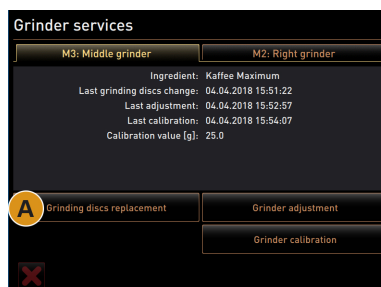 Grinder services
M3: Middle grinder
M2: Right grinder
Ingredient: Kaffee Maximum
Last grinding discs change: 04.04.2018 15:51:22
Last adjustment: 04.04.2018 15:52:57
Last calibration: 04.04.2018 15:54:07
Calibration value [g]: 25.0
A
Grinding discs replacement
Grinder adjustment
Grinder calibration